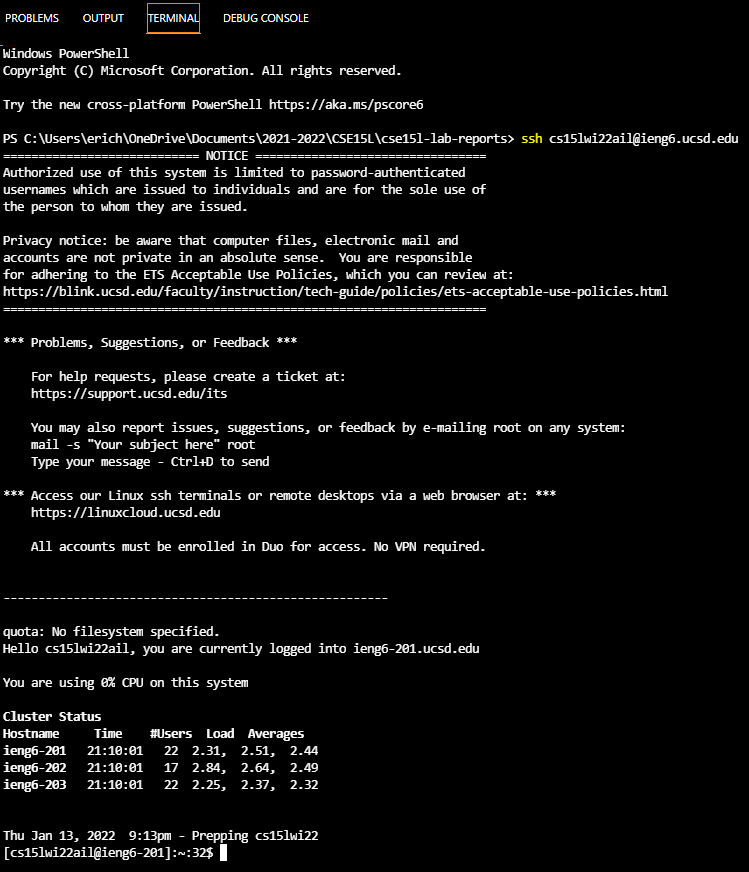 PROBLEMS OUTPUT TERMINAL DEBUG CONSOLE
Windows PowerShell
Copyright (C) Microsoft Corporation. All rights reserved.
Try the new cross-platform PowerShell https://aka.ms/pscore6
PS C:\Users\erich\OneDrive\Documents\2021-2022\CSE15L\cse15l-lab-reports> ssh cs15lwi22ail@ieng6.ucsd.edu
============================ NOTICE =================================
Authorized use of this system is limited to password-authenticated
usernames which are issued to individuals and are for the sole use of
the person to whom they are issued.
Privacy notice: be aware that computer files, electronic mail and
accounts are not private in an absolute sense.  You are responsible
for adhering to the ETS Acceptable Use Policies, which you can review at:
https://blink.ucsd.edu/faculty/instruction/tech-guide/policies/ets-acceptable-use-policies.html
=====================================================================
*** Problems, Suggestions, or Feedback ***
    For help requests, please create a ticket at:
    https://support.ucsd.edu/its
    You may also report issues, suggestions, or feedback by e-mailing root on any system:
    mail -s "Your subject here" root
    Type your message - Ctrl+D to send
*** Access our Linux ssh terminals or remote desktops via a web browser at: ***
    https://linuxcloud.ucsd.edu
    All accounts must be enrolled in Duo for access. No VPN required.
-------------------------------------------------------
quota: No filesystem specified.
Hello cs15lwi22ail, you are currently logged into ieng6-201.ucsd.edu
You are using 0% CPU on this system
Cluster Status
Hostname     Time    #Users  Load  Averages
ieng6-201   21:10:01   22  2.31,  2.51,  2.44
ieng6-202   21:10:01   17  2.84,  2.64,  2.49
ieng6-203   21:10:01   22  2.25,  2.37,  2.32
Thu Jan 13, 2022  9:13pm - Prepping cs15lwi22
[cs15lwi22ail@ieng6-201]:~:32$